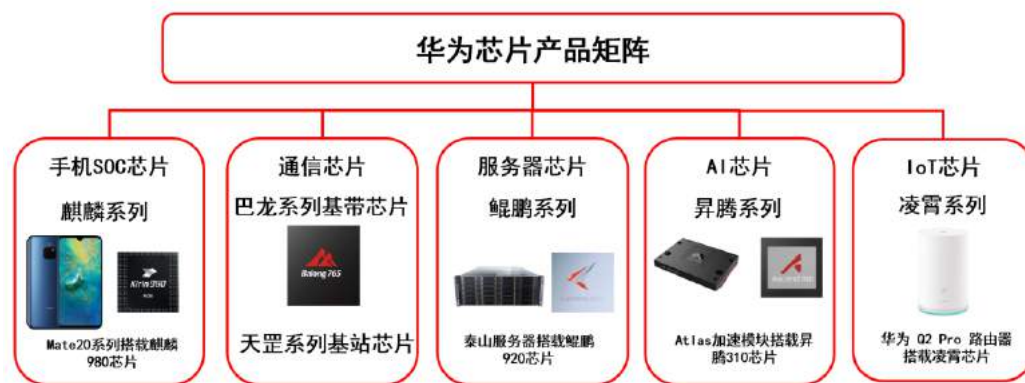 华为芯片产品矩阵
手机SOC芯片
麒麟系列
Mate20系列搭载麒麟
980芯片
通信芯片
巴龙系列基带芯片
Balong765
天罡系列基站芯片
服务器芯片
鲲鹏系列
泰山服务器搭载鲲鹏
920芯片
AI芯片
昇腾系列
Atlas加速模块搭载昇
腾310芯片
IoT芯片
凌霄系列
华为 Q2 Pro 路由器
搭载凌霄芯片